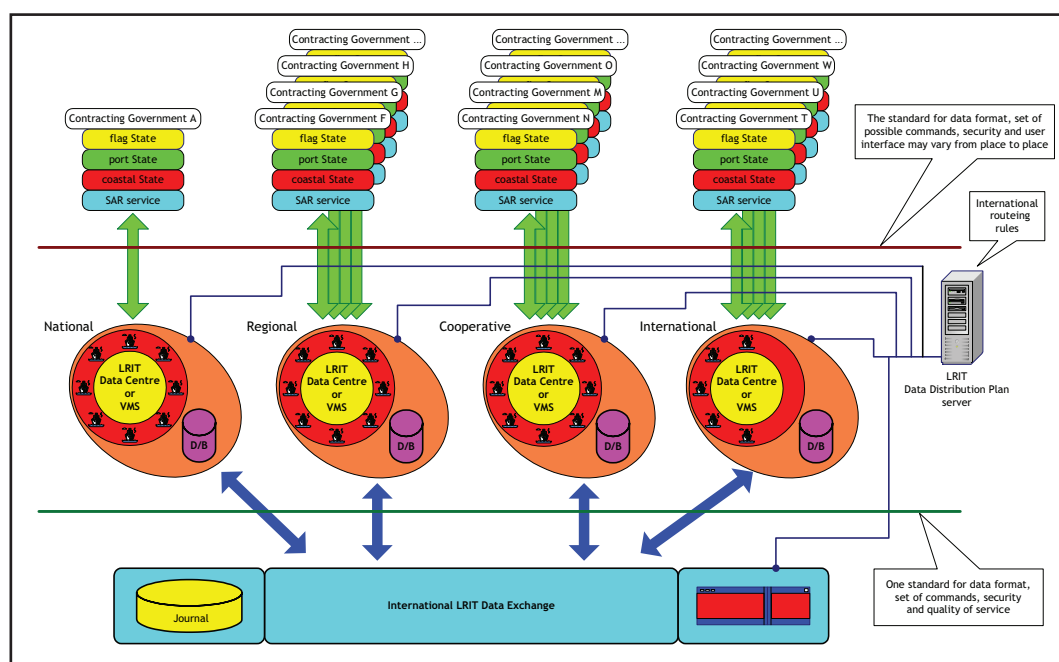 Contracting Government ...
Contracting Government H
Contracting Government G
Contracting Government F
flag State
port State
coastal State
SAR service
Contracting Government ...
Contracting Government O
Contracting Government M
Contracting Government N
flag State
port State
coastal State
SAR service
Contracting Government ...
Contracting Government W
Contracting Government U
Contracting Government T
flag State
port State
coastal State
SAR service
Contracting Government A
flag State
port State
coastal State
SAR service
The standard for data format, set of
possible commands, security and user
interface may vary from place to place
International
routeing
rules
National
Regional
Cooperative
International
LRIT
Data Centre
or
VMS
D/B
LRIT
Data Centre
or
VMS
D/B
LRIT
Data Centre
or
VMS
D/B
LRIT
Data Centre
or
VMS
D/B
LRIT
Data Distribution Plan
server
Journal
International LRIT Data Exchange
One standard for data format,
set of commands, security
and quality of service